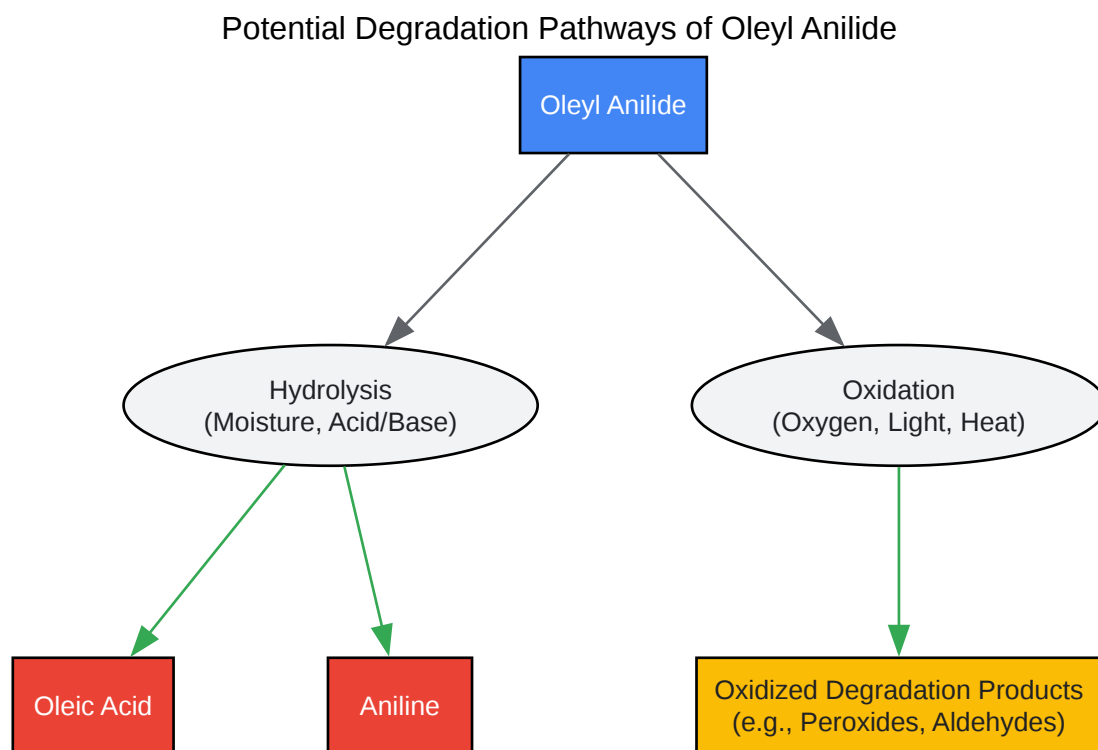 Potential Degradation Pathways of Oleyl Anilide
Oleyl Anilide
Hydrolysis
(Moisture, Acid/Base)
Oxidation
(Oxygen, Light, Heat)
Oleic Acid
Aniline
Oxidized Degradation Products
(e.g., Peroxides, Aldehydes)